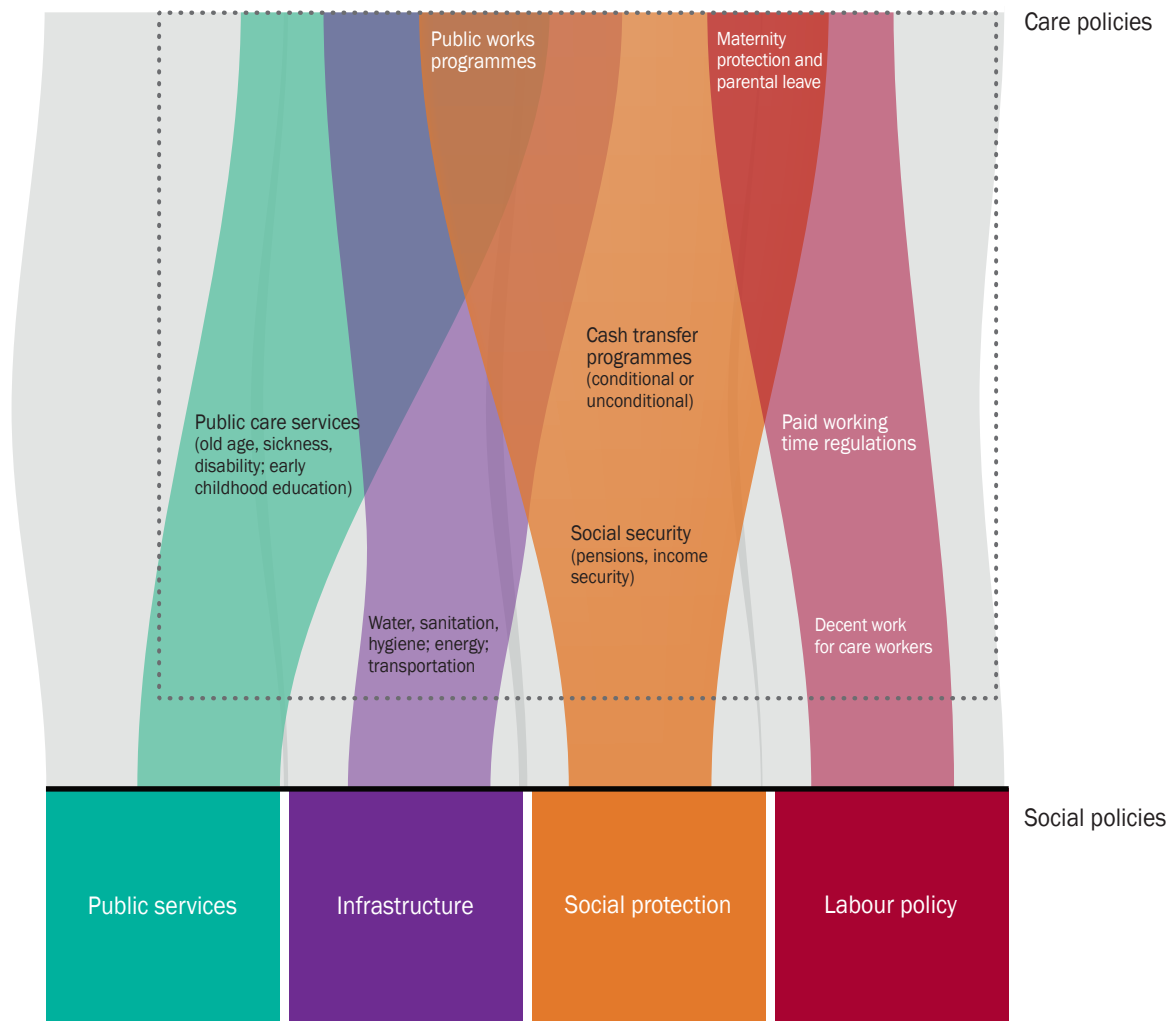 Care policies
Public works
programmes
Maternity
protection and
parental leave
Cash transfer
programmes
(conditional or
unconditional)
Public care services
(old age, sickness,
disability; early
childhood education)
Paid working
time regulations
Social security
(pensions, income
security)
Water, sanitation,
hygiene; energy;
transportation
Decent work
for care workers
Social policies
Public services
Infrastructure
Social protection
Labour policy